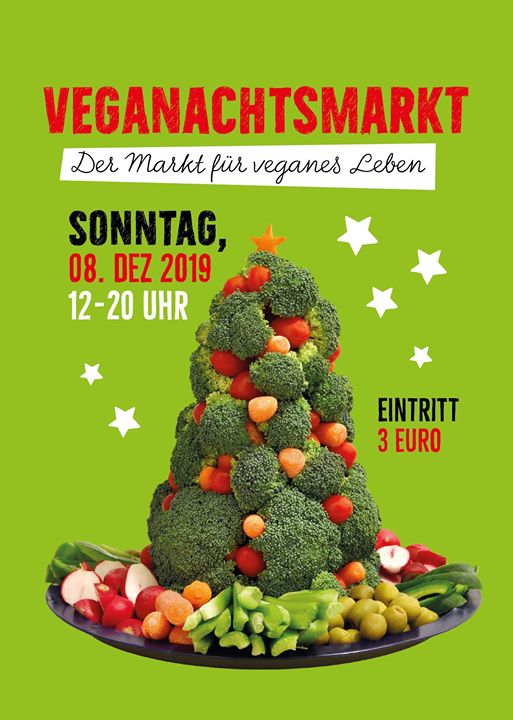 VEGANACHTSMARKT
Der Markt für veganes Leben
SONNTAG,
08. DEZ 2019
12-20 UHR
EINTRITT
3 EURO